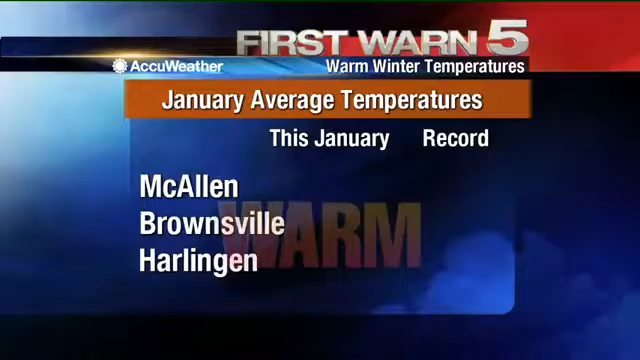 FIRST WARN 5
AccuWeather
Warm Winter Temperatures
January Average Temperatures
This January Record
McAllen
Brownsville
WARM
Harlingen